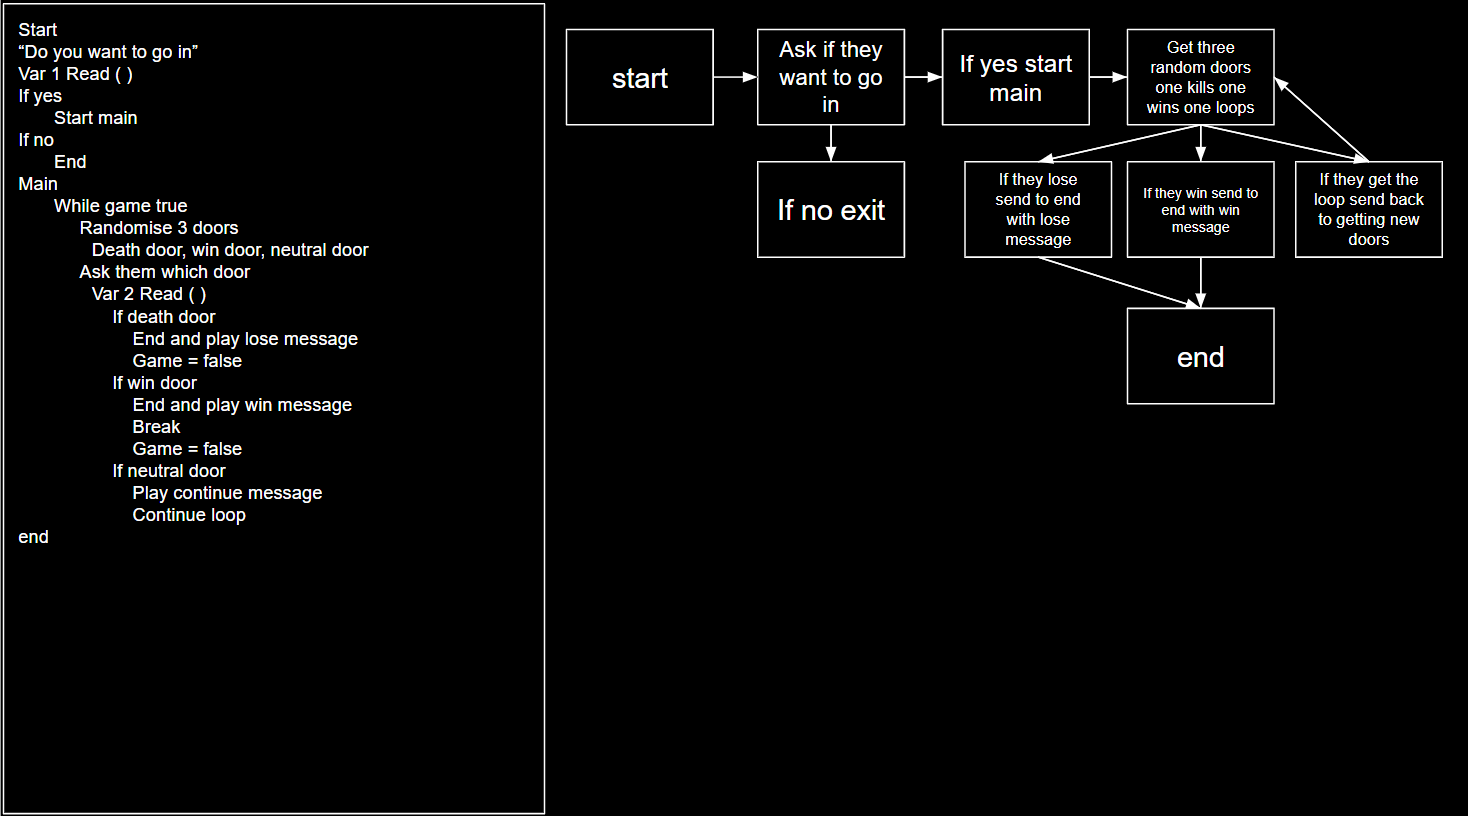 Start
“Do you want to go in”
Var 1 Read ( )
If yes
Start main
If no
End
Main
While game true
Randomise 3 doors
Death door, win door, neutral door
Ask them which door
Var 2 Read ( )
If death door
End and play lose message
Game = false
If win door
End and play win message
Break
Game = false
If neutral door
Play continue message
Continue loop
end
start
Ask if they
want to go
in
If yes start
main
Get three
random doors
one kills one
wins one loops
If no exit
If they lose
send to end
with lose
message
If they win send to
end with win
message
If they get the
loop send back
to getting new
doors
end